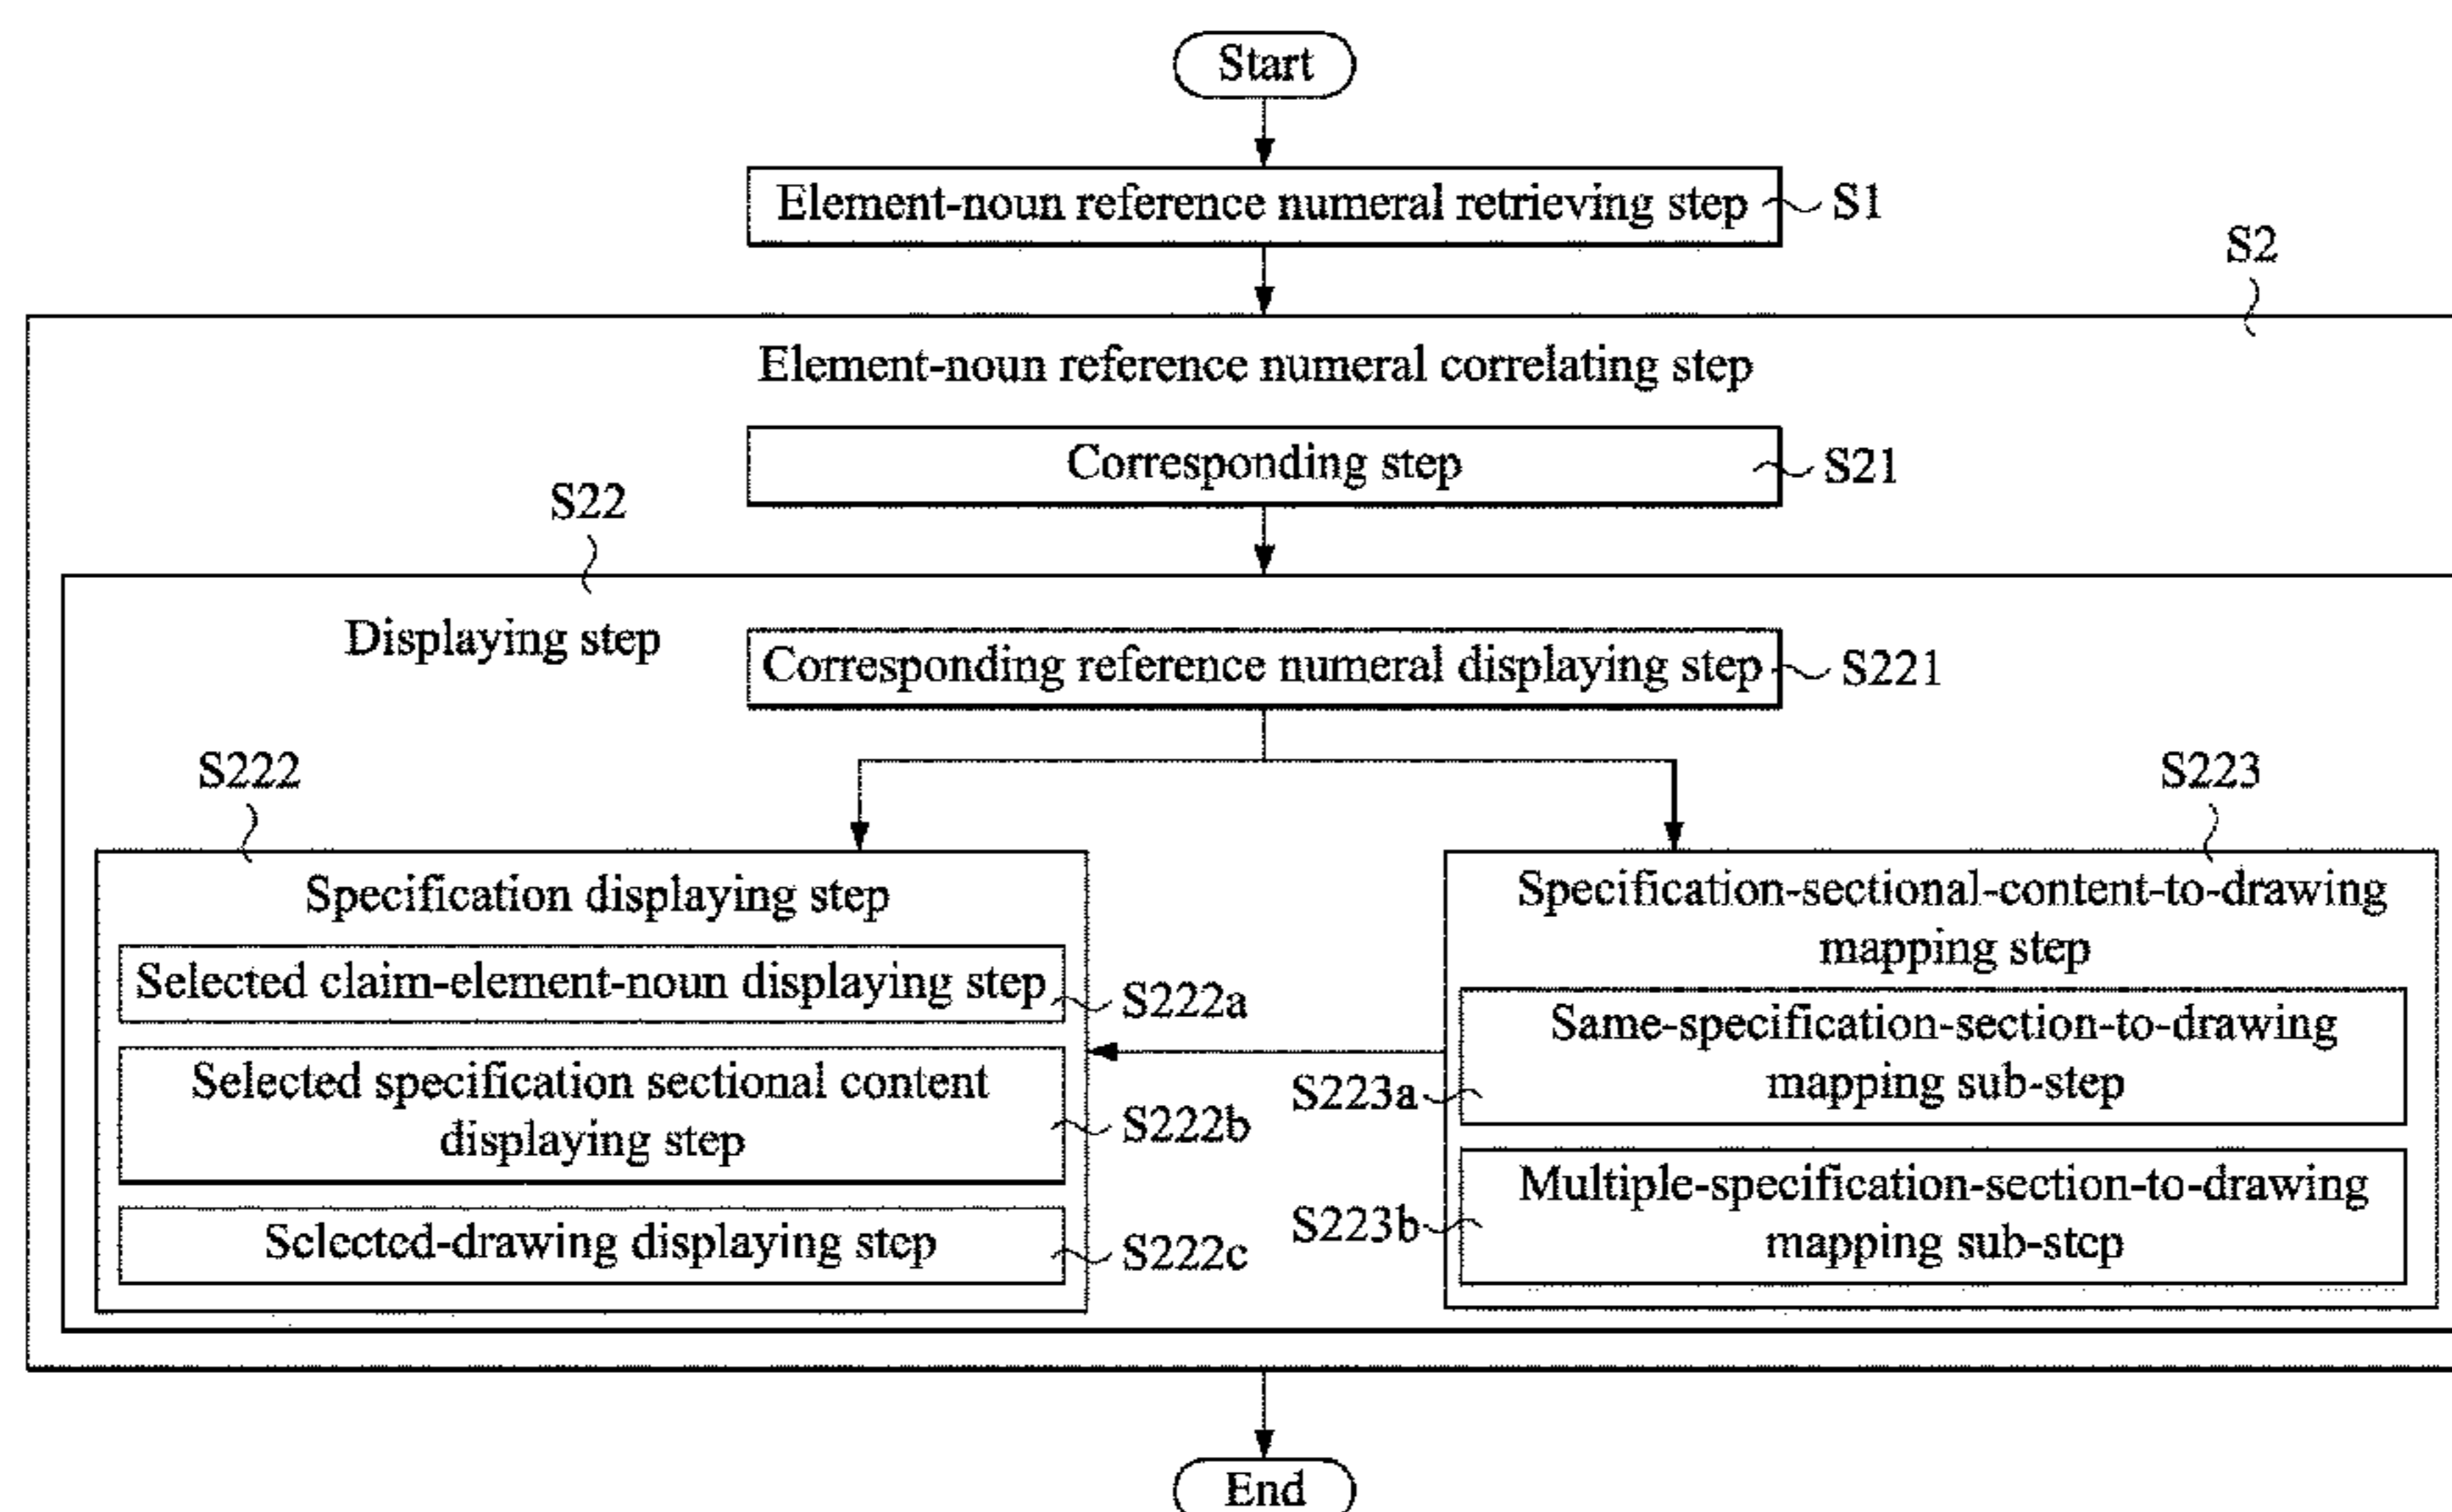 Start
Element-noun reference numeral retrieving step
S1
S2
Element-noun reference numeral correlating step
Corresponding step
S21
S22
Displaying step
Corresponding reference numeral displaying step
S221
S222
S223
Specification displaying step
Selected claim-element-noun displaying step
S222a
Selected specification sectional content
displaying step
S222b
Selected-drawing displaying step
S222c
Specification-sectional-content-to-drawing
mapping step
Same-specification-section-to-drawing
mapping sub-step
S223a
Multiple-specification-section-to-drawing
mapping sub-step
S223b
End